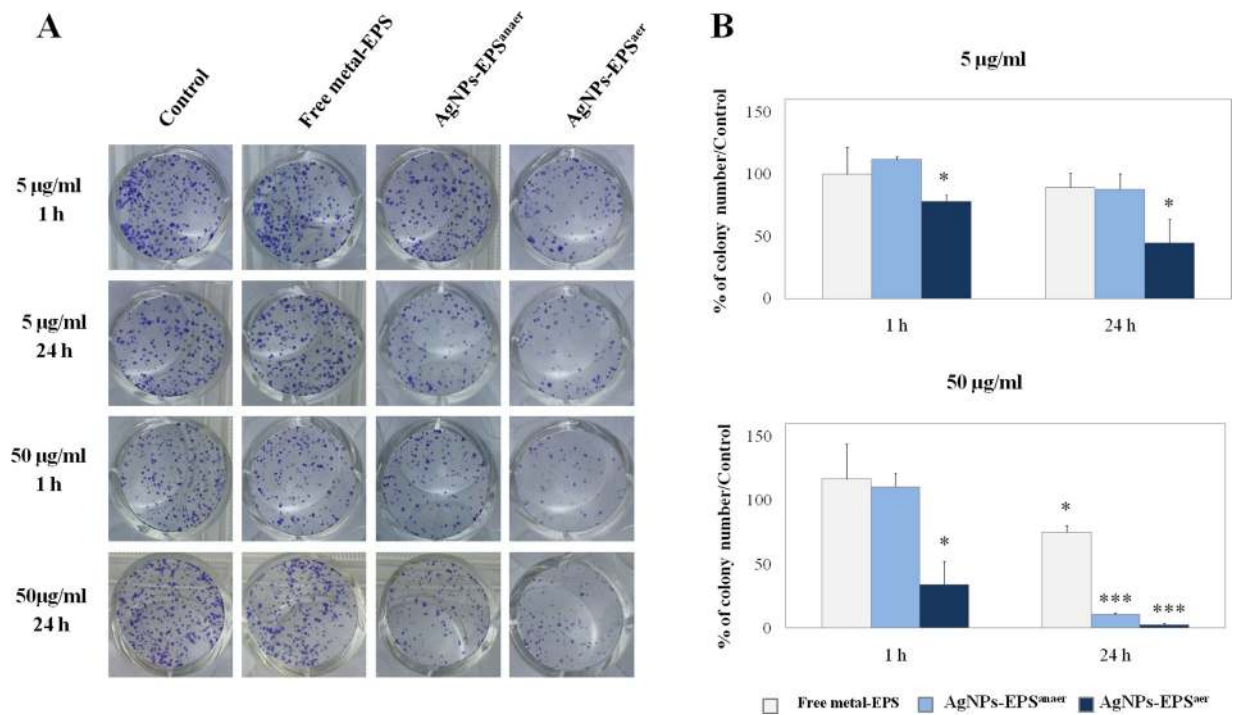 A
Control
Free metal-EPS
AgNPs-EPSᵃⁿᵃᵉʳ
AgNPs-EPSᵃᵉʳ
5 µg/ml
1 h
5 µg/ml
24 h
50 µg/ml
1 h
50µg/ml
24 h
B
5 µg/ml
% of colony number/Control
150
100
50
0
*
*
1 h
24 h
50 µg/ml
% of colony number/Control
150
100
50
0
*
*
***
***
1 h
24 h
Free metal-EPS
AgNPs-EPSᵃⁿᵃᵉʳ
AgNPs-EPSᵃᵉʳ